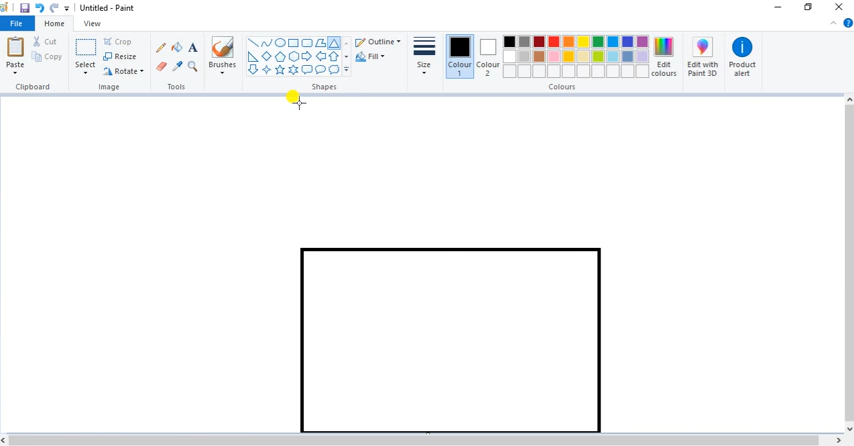 Untitled - Paint
File Home View
Paste
Cut
Copy
Clipboard
Select
Crop
Resize
Rotate
Image
A
Tools
Brushes
Outline
Fill
Shapes
Size
Colour 1
Colour 2
Edit colours
Colours
Edit with Paint 3D
Product alert